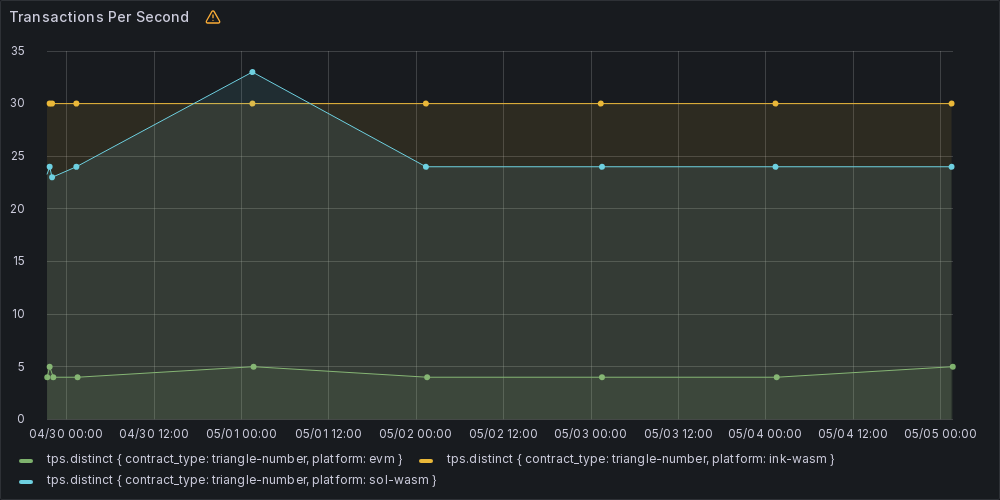 Transactions Per Second
35
30
25
20
15
10
5
0
04/30 00:00 04/30 12:00 05/01 00:00 05/01 12:00 05/02 00:00 05/02 12:00 05/03 00:00 05/03 12:00 05/04 00:00 05/04 12:00 05/05 00:00
tps.distinct { contract_type: triangle-number, platform: evm } tps.distinct { contract_type: triangle-number, platform: ink-wasm }
tps.distinct { contract_type: triangle-number, platform: sol-wasm }